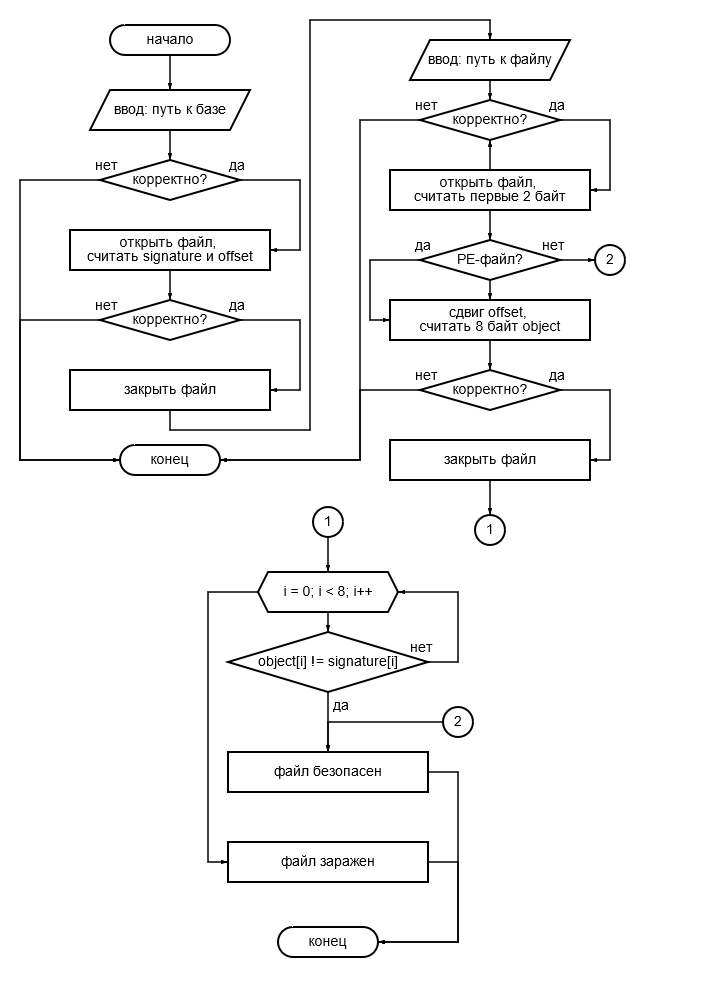 начало
ввод: путь к базе
нет
да
корректно?
открыть файл,
считать signature и offset
нет
да
корректно?
закрыть файл
конец
ввод: путь к файлу
нет
да
корректно?
открыть файл,
считать первые 2 байт
да
нет
PE-файл?
2
сдвиг offset,
считать 8 байт object
нет
да
корректно?
закрыть файл
1
1
i = 0; i < 8; i++
нет
object[i] != signature[i]
да
2
файл безопасен
файл заражен
конец